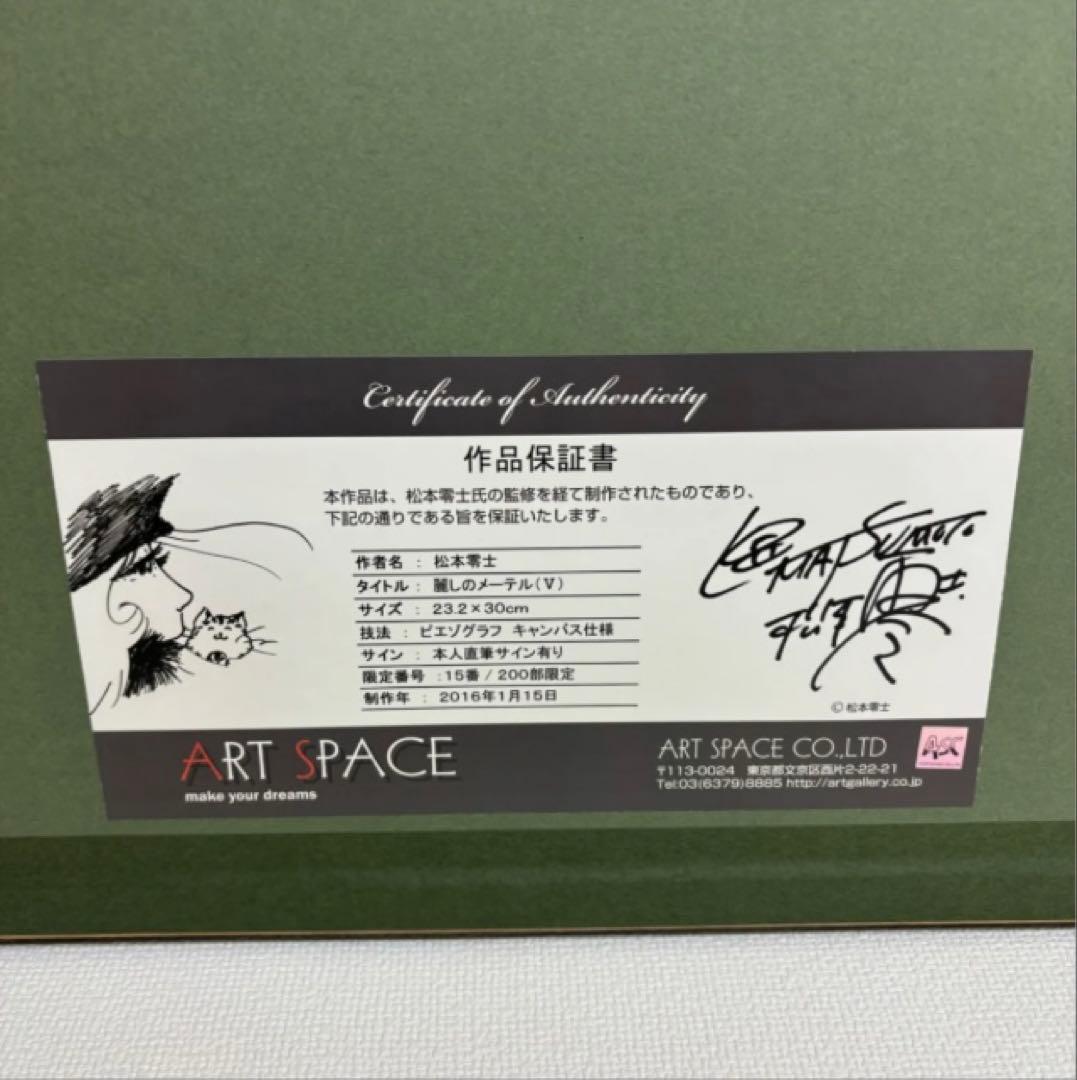 Certificate of Authenticity
作品保証書
本作品は、松本零士氏の監修を経て制作されたものであり、
下記の通りである旨を保証いたします。
作者名 : 松本零士
タイトル : 麗しのメーテル(V)
サイズ : 23.2×30cm
技法 : ピエゾグラフ キャンバス仕様
サイン : 本人直筆サイン有り
限定番号 :15番 / 200部限定
制作年 : 2016年1月15日
MATSUMOTO
©松本零士
ART SPACE
make your dreams
ART SPACE CO.,LTD
〒113-0024 東京都文京区西片2-22-21
Tel:03(6379)8885 http://artgallery.co.jp